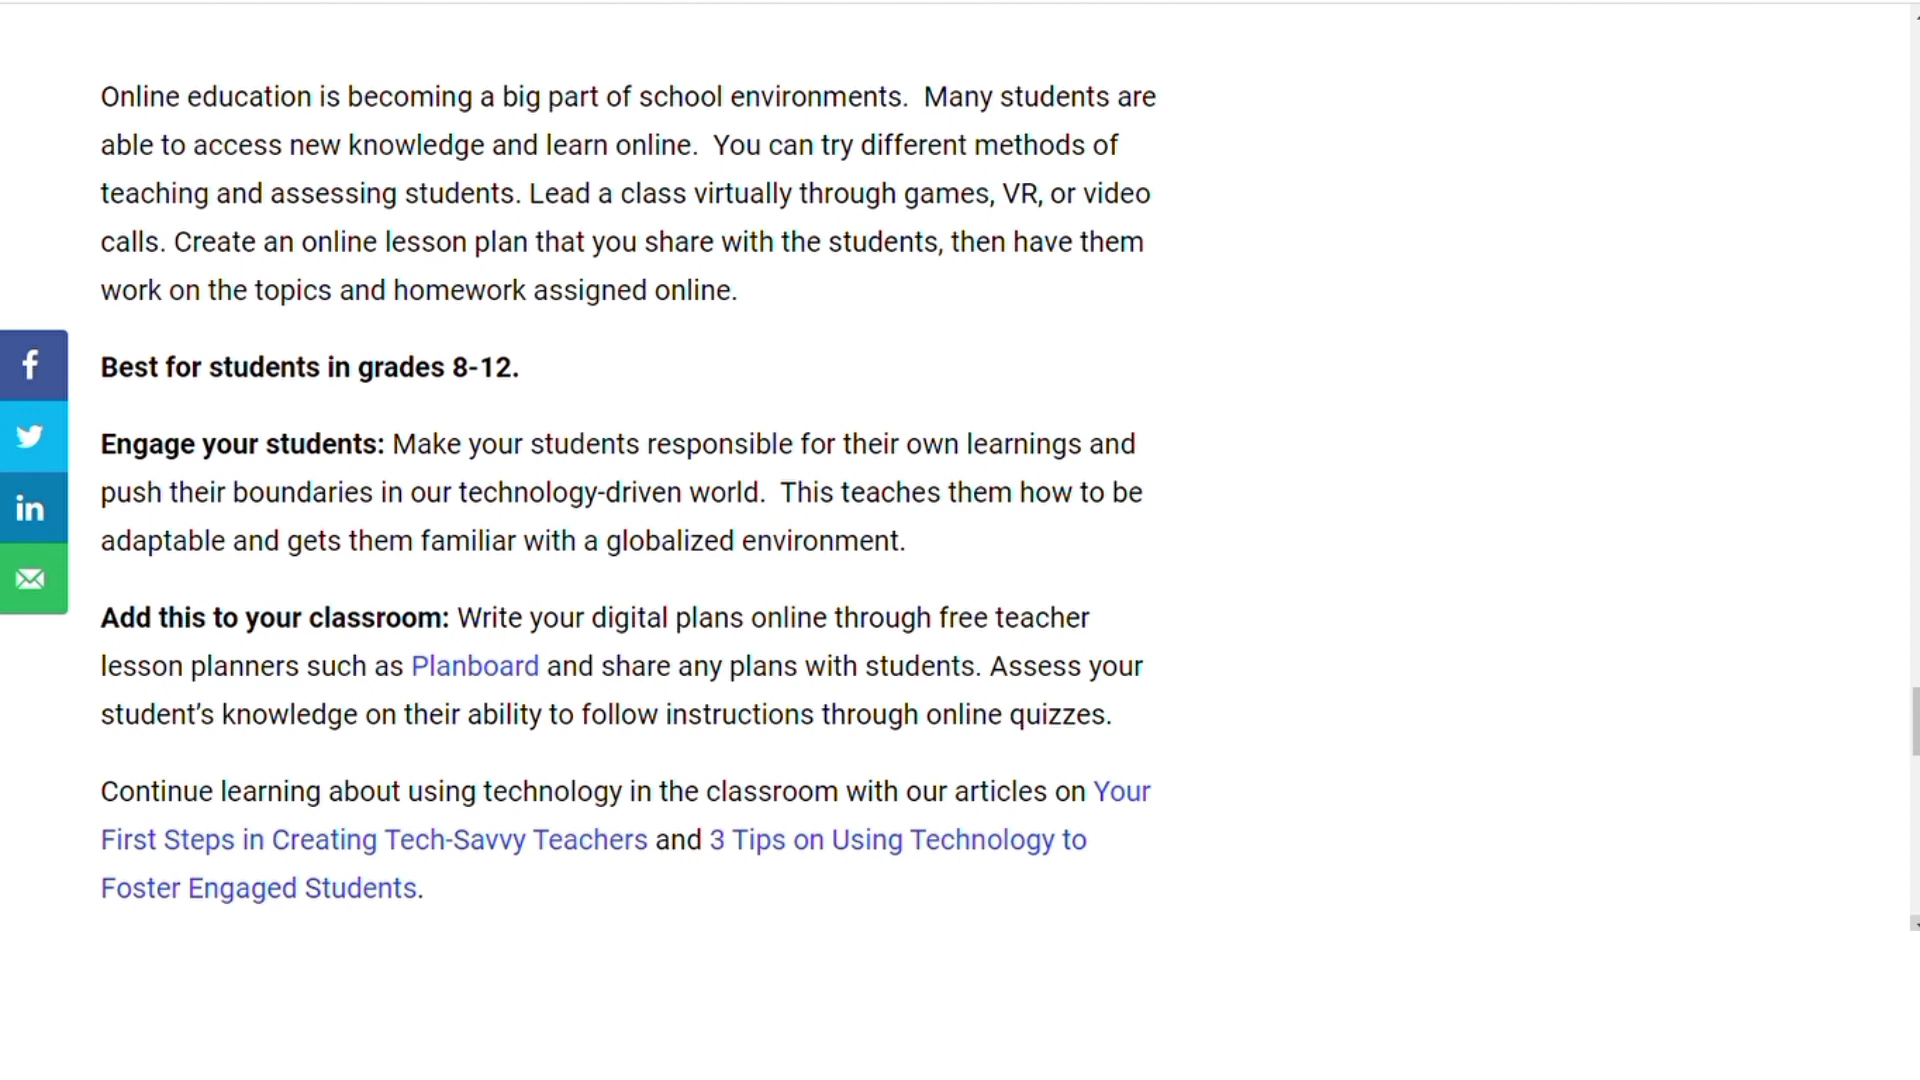 Online education is becoming a big part of school environments.  Many students are
able to access new knowledge and learn online.  You can try different methods of
teaching and assessing students. Lead a class virtually through games, VR, or video
calls. Create an online lesson plan that you share with the students, then have them
work on the topics and homework assigned online.
Best for students in grades 8-12.
Engage your students: Make your students responsible for their own learnings and
push their boundaries in our technology-driven world.  This teaches them how to be
adaptable and gets them familiar with a globalized environment.
Add this to your classroom: Write your digital plans online through free teacher
lesson planners such as Planboard and share any plans with students. Assess your
student’s knowledge on their ability to follow instructions through online quizzes.
Continue learning about using technology in the classroom with our articles on Your
First Steps in Creating Tech-Savvy Teachers and 3 Tips on Using Technology to
Foster Engaged Students.